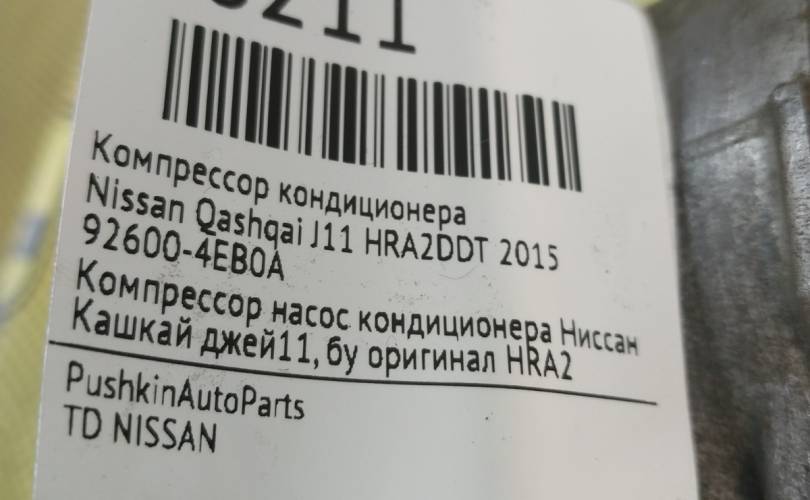 0211
Компрессор кондиционера
Nissan Qashqai J11 HRA2DDT 2015
92600-4EB0A
Компрессор насос кондиционера Ниссан
Кашкай джей11, бу оригинал HRA2
PushkinAutoParts
TD NISSAN